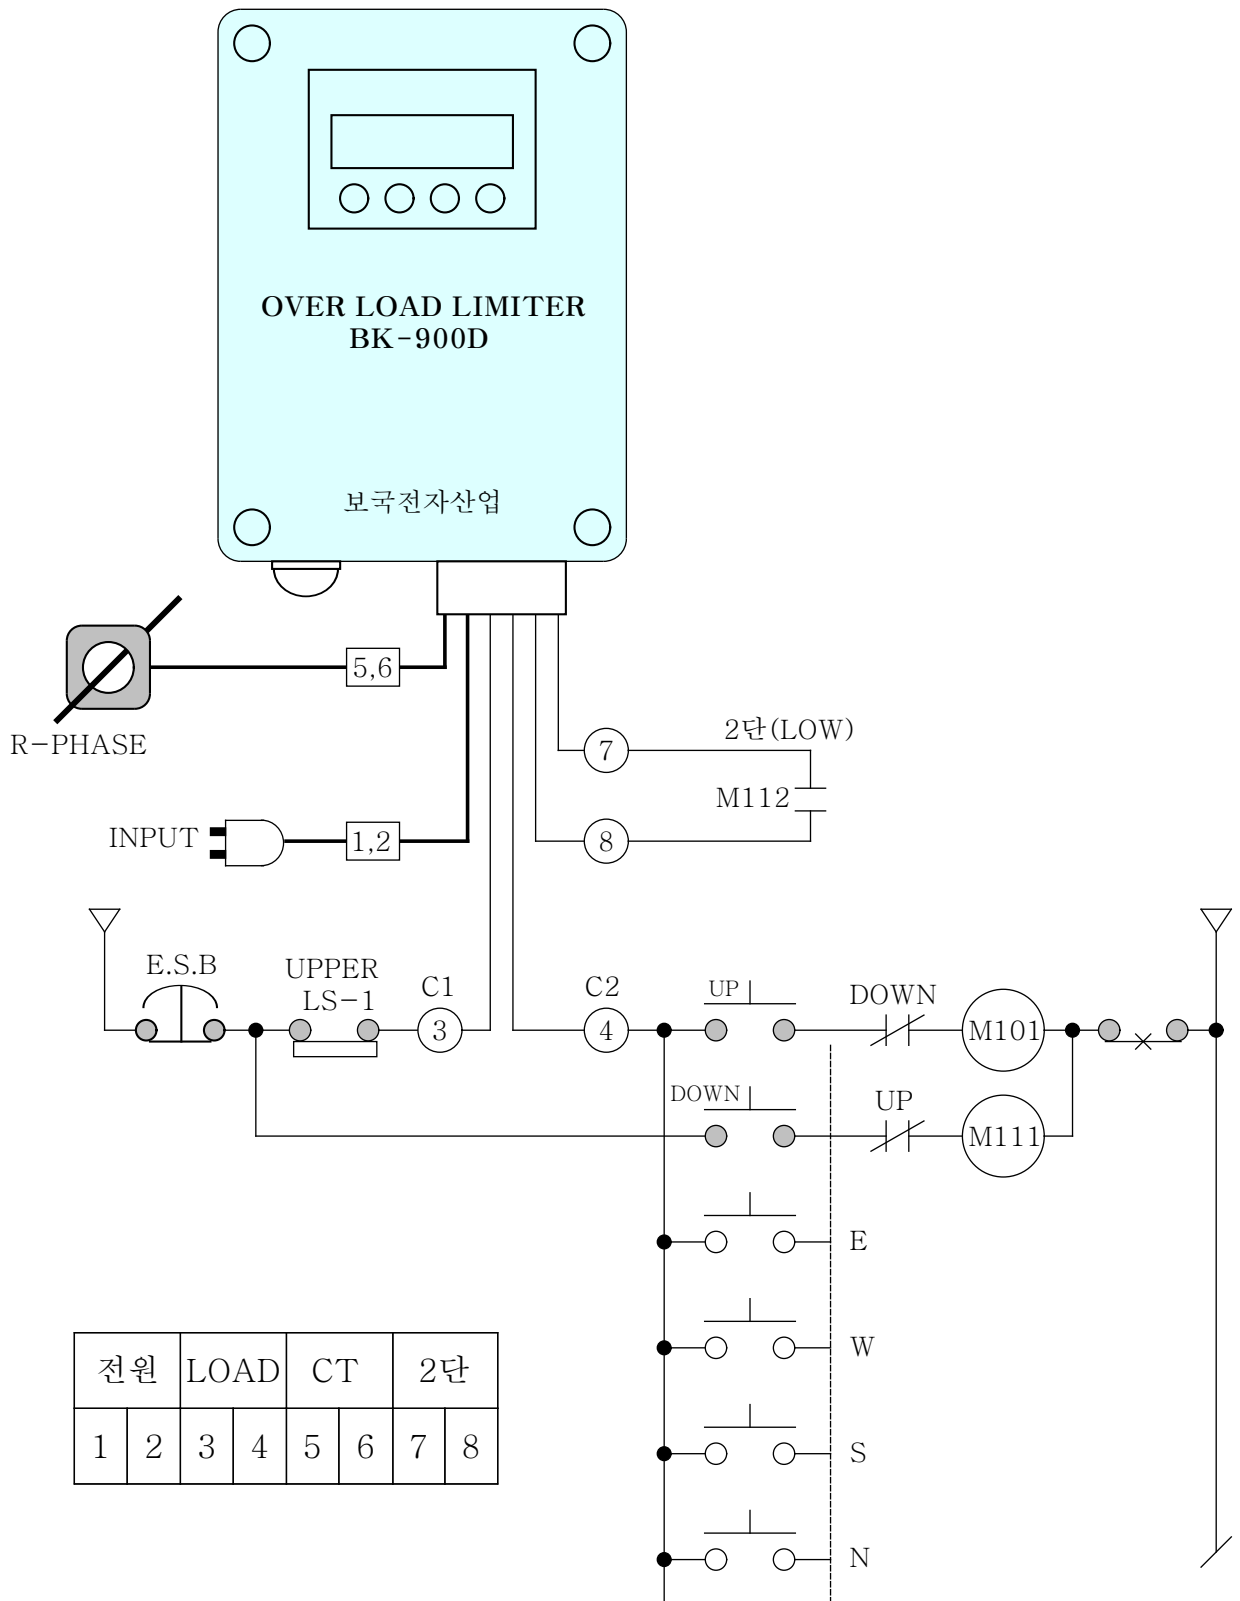 OVER LOAD LIMITER
BK-900D
보국전자산업
5,6
R-PHASE
2단(LOW)
7
M112
INPUT
1,2
8
E.S.B
UPPER
LS-1
C1
3
C2
4
UP
DOWN
M101
DOWN
UP
M111
E
W
S
N
전원 LOAD CT 2단
1 2 3 4 5 6 7 8